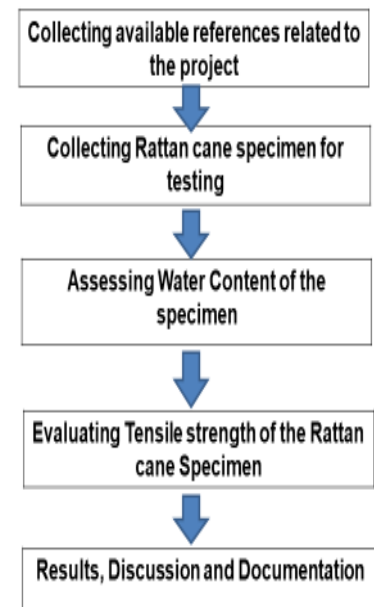 Collecting available references related to
the project
Collecting Rattan cane specimen for
testing
Assessing Water Content of the
specimen
Evaluating Tensile strength of the Rattan
cane Specimen
Results, Discussion and Documentation